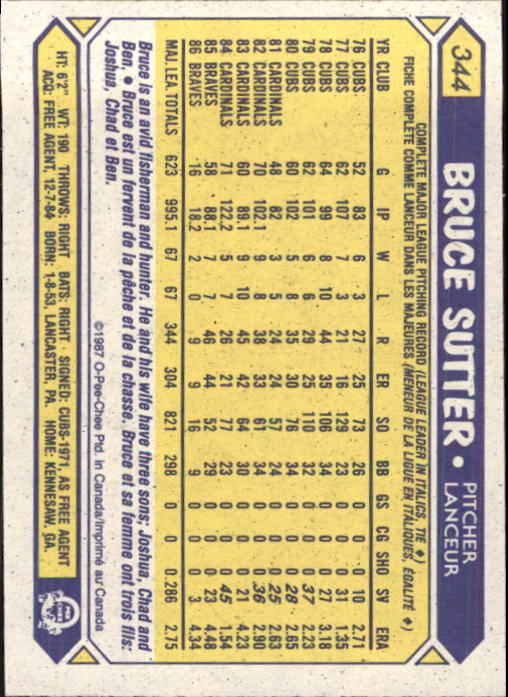 344
BRUCE SUTTER • PITCHER LANCEUR
COMPLETE MAJOR LEAGUE PITCHING RECORD (LEAGUE LEADER IN ITALICS, TIE ♦)
FICHE COMPLÈTE COMME LANCEUR DANS LES MAJEURES (MENEUR DE LA LIGUE EN ITALIQUES, ÉGALITÉ ♦)
YR CLUB G IP W L R ER SO BB GS CG SHO SV ERA
76 CUBS 52 83 6 3 27 25 73 26 0 0 0 10 2.71
77 CUBS 62 107 7 3 21 16 129 23 0 0 0 31 1.35
78 CUBS 64 99 8 10 44 35 106 34 0 0 0 27 3.18
79 CUBS 62 101 6 6 29 25 110 32 0 0 0 37 2.23
80 CUBS 60 102 5 8 35 30 76 34 0 0 0 28 2.65
81 CARDINALS 48 82 3 5 24 24 57 24 0 0 0 25 2.63
82 CARDINALS 70 102.1 9 8 38 33 61 34 0 0 0 36 2.90
83 CARDINALS 60 89.1 9 10 45 42 64 30 0 0 0 21 4.23
84 CARDINALS 71 122.2 5 7 26 21 77 23 0 0 0 45 1.54
85 BRAVES 58 88.1 7 7 46 44 52 29 0 0 0 23 4.48
86 BRAVES 16 18.2 2 0 9 9 16 9 0 0 0 3 4.34
MAJ. LEA. TOTALS 623 995.1 67 67 344 304 821 298 0 0 0 286 2.75
Bruce is an avid fisherman and hunter. He and his wife have three sons; Joshua, Chad and
Ben. • Bruce est un fervent de la pêche et de la chasse. Bruce et sa femme ont trois fils:
Joshua, Chad et Ben.
©1987 O-Pee-Chee Ptd. in Canada/Imprimé au Canada
HT: 6'2" WT: 190 THROWS: RIGHT BATS: RIGHT SIGNED: CUBS-1971, AS FREE AGENT
ACQ: FREE AGENT, 12-7-84 BORN: 1-8-53, LANCASTER, PA. HOME: KENNESAW, GA.
O-PEE-CHEE